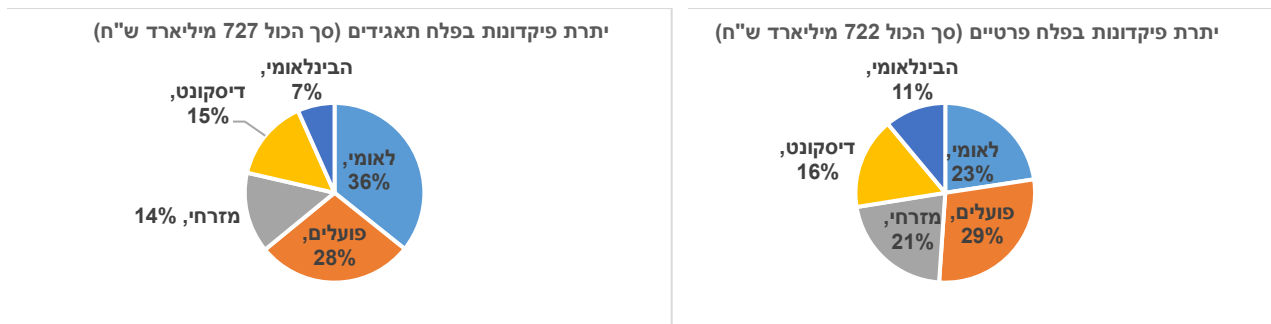 יתרת פיקדונות בפלח פרטיים (סך הכול 722 מיליארד ש"ח)
הבינלאומי,
11%
לאומי,
23%
דיסקונט,
16%
פועלים,
29%
מזרחי,
21%
יתרת פיקדונות בפלח תאגידים (סך הכול 727 מיליארד ש"ח)
הבינלאומי,
7%
דיסקונט,
15%
לאומי,
36%
מזרחי, 14%
פועלים,
28%